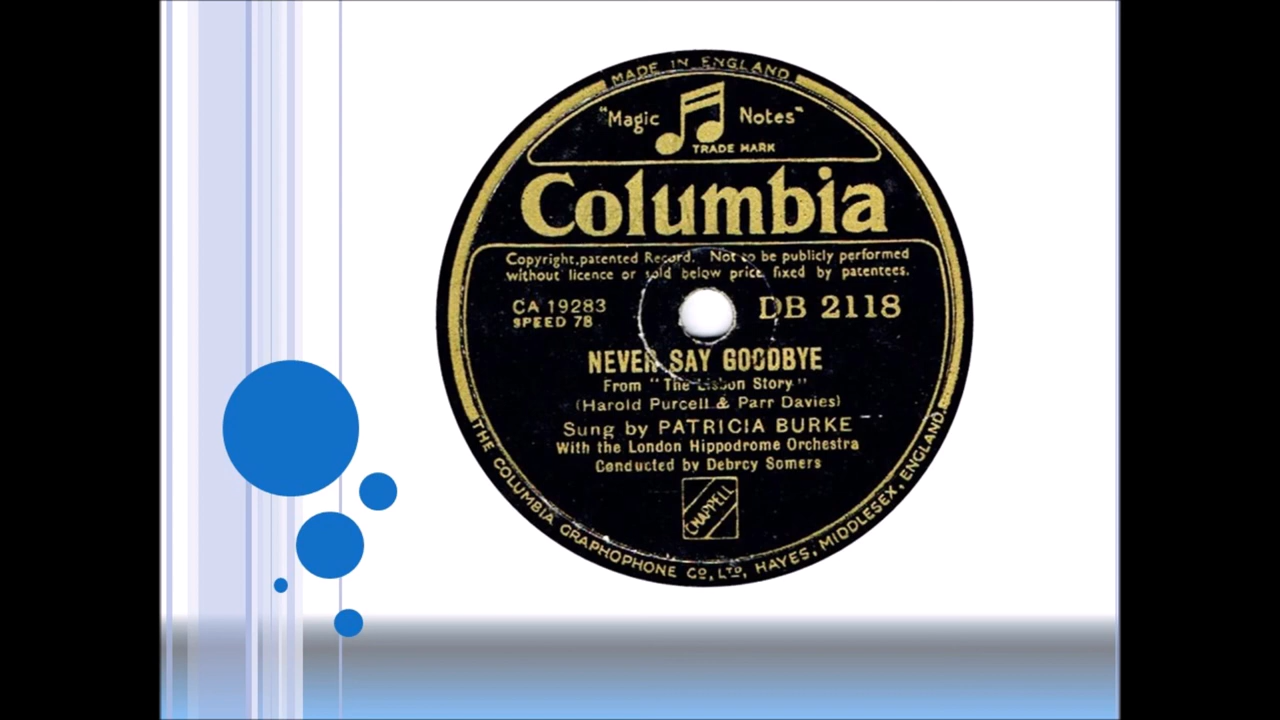 MADE IN ENGLAND
"Magic Notes"
TRADE MARK
Columbia
Copyright, patented Record. Not to be publicly performed
without licence or sold below price fixed by patentees.
CA 19283
SPEED 78
DB 2118
NEVER SAY GOODBYE
From "The Lisbon Story"
(Harold Purcell & Parr Davies)
Sung by PATRICIA BURKE
With the London Hippodrome Orchestra
Conducted by Debrcy Somers
CHAPPELL
THE COLUMBIA GRAPHOPHONE CO, LTD, HAYES, MIDDLESEX, ENGLAND.